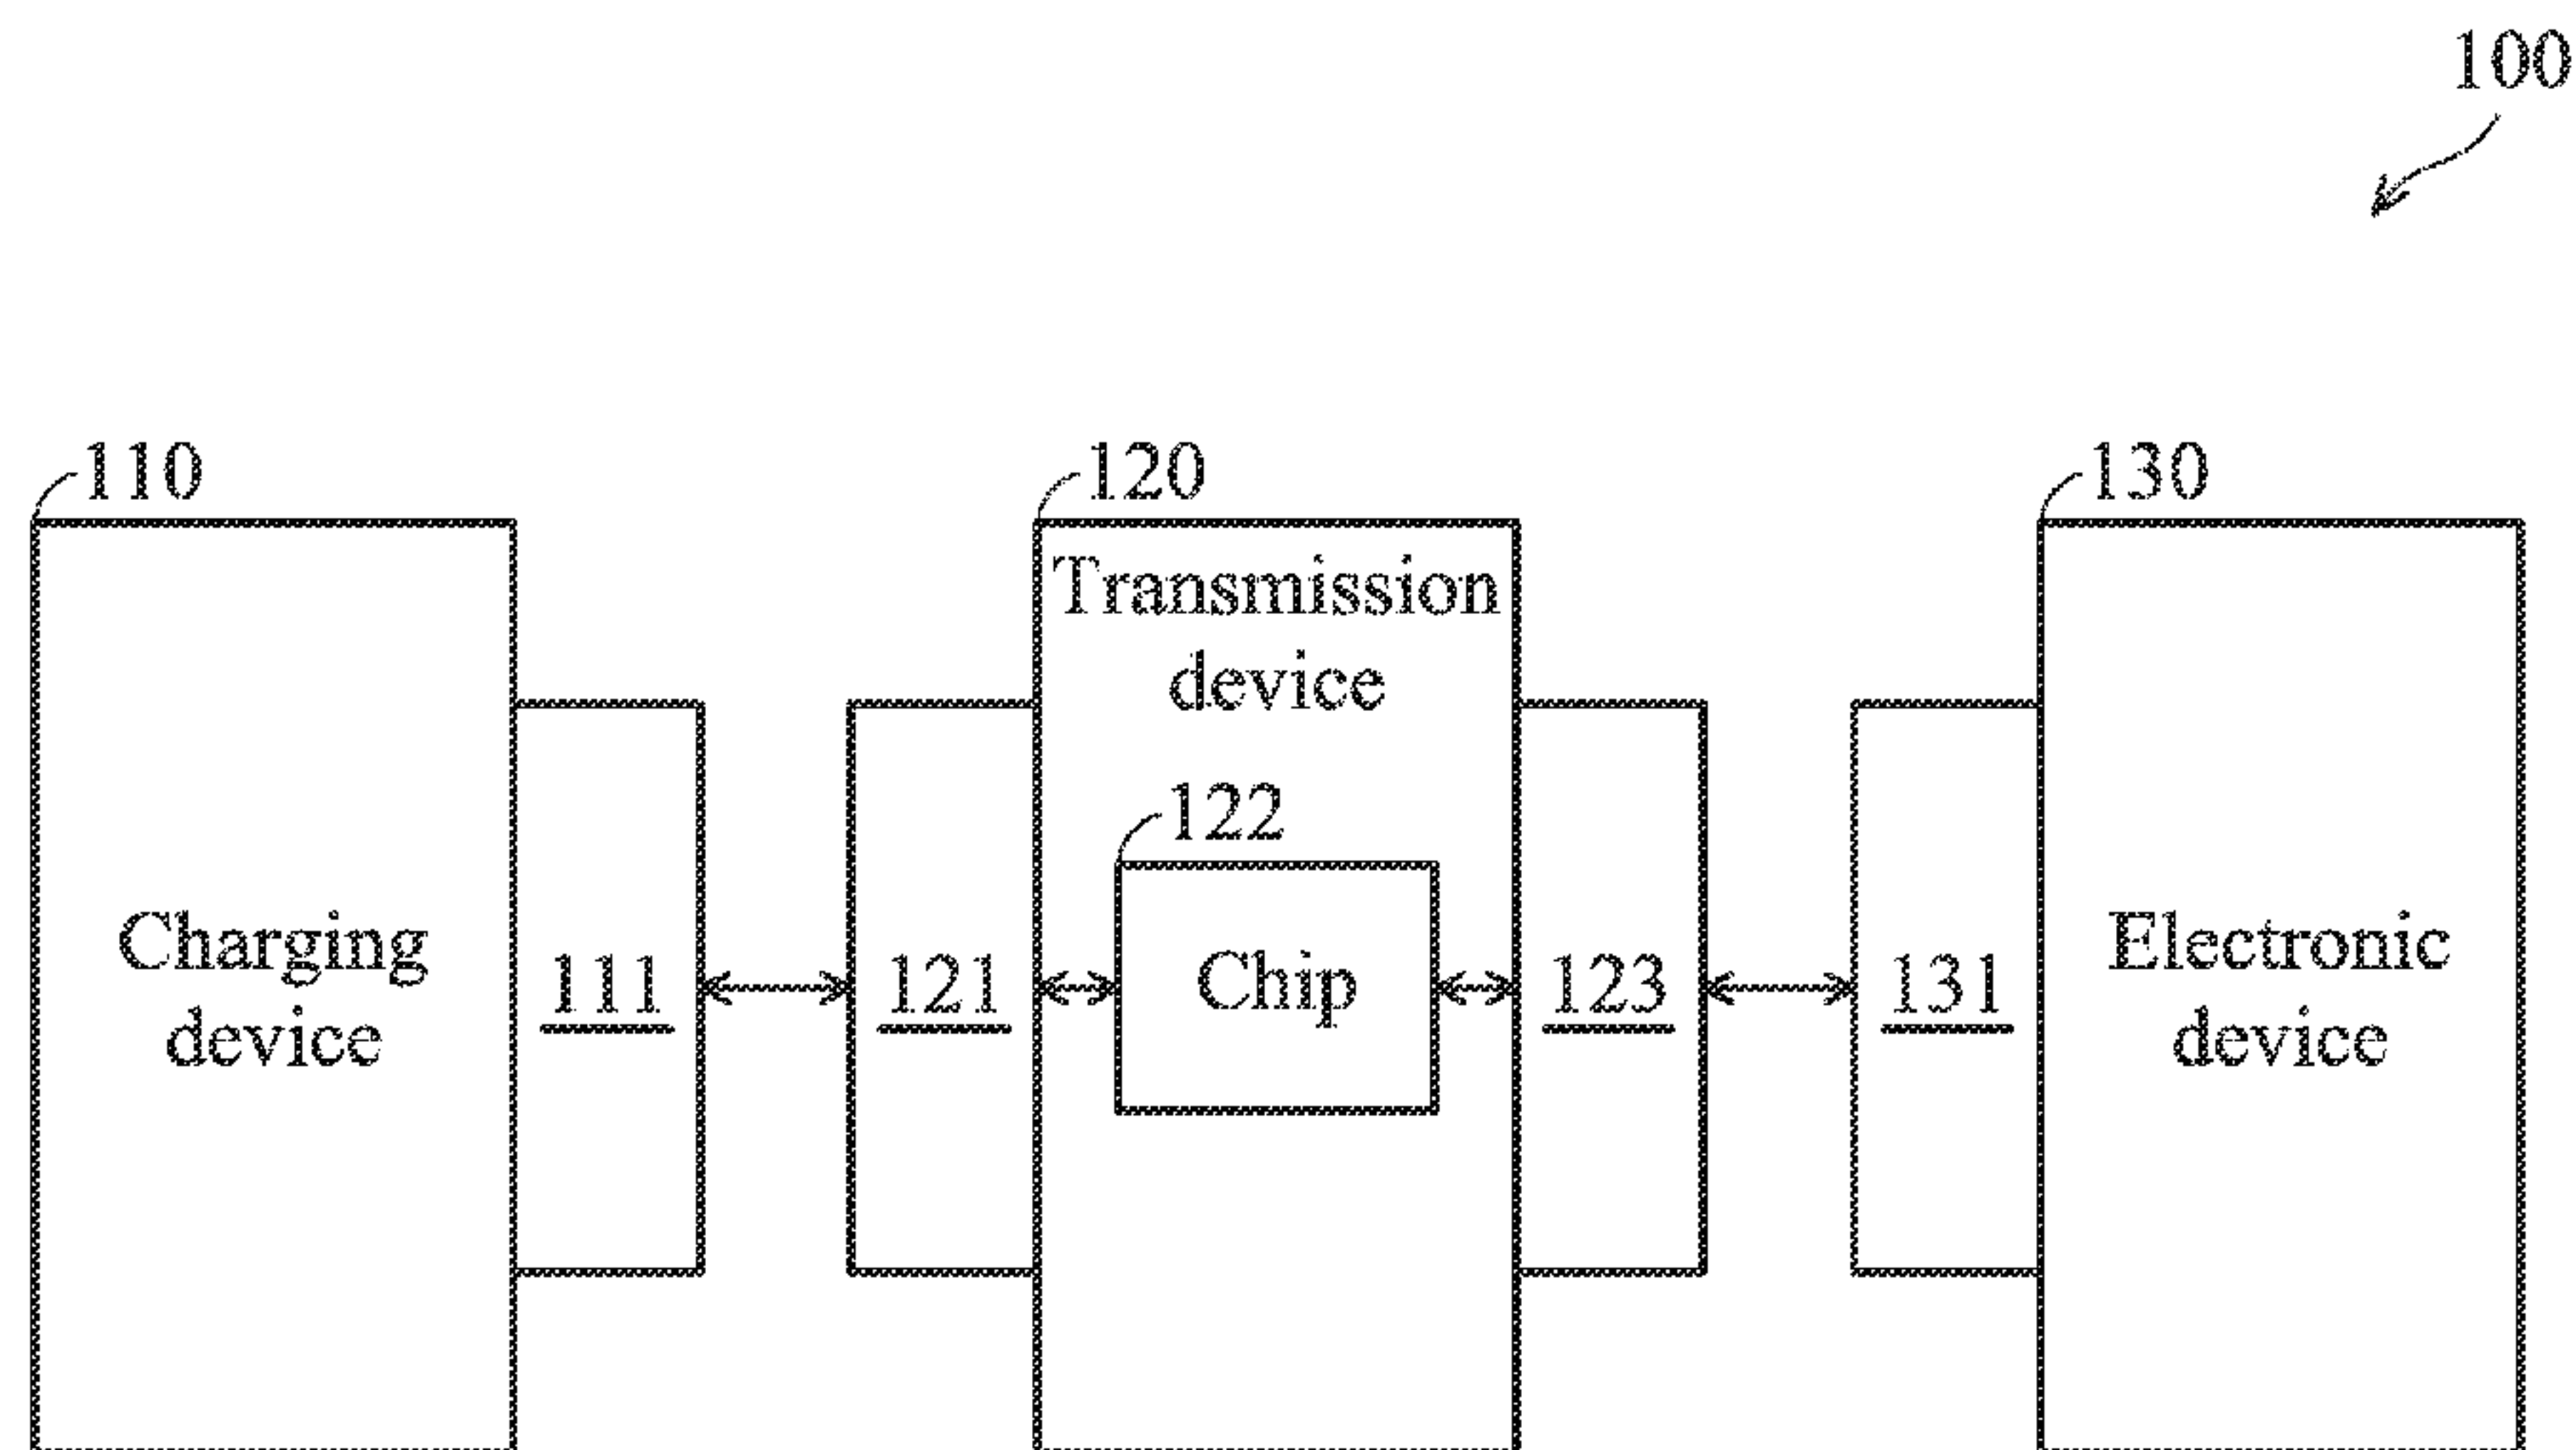 100
110
120
130
Transmission
device
122
Charging
device
111
121
Chip
123
131
Electronic
device